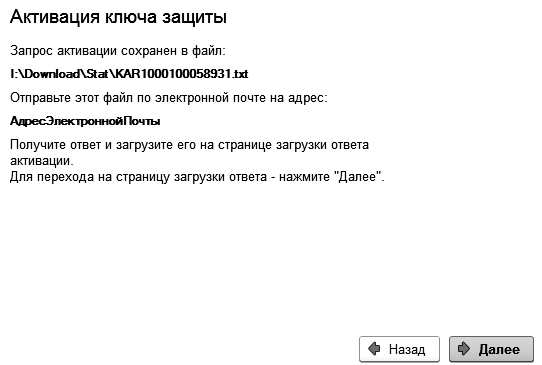 Активация ключа защиты
Запрос активации сохранен в файл:
I:\Download\Stat\KAR1000100058931.txt
Отправьте этот файл по электронной почте на адрес:
АдресЭлектроннойПочты
Получите ответ и загрузите его на странице загрузки ответа
активации.
Для перехода на страницу загрузки ответа - нажмите "Далее".
Назад
Далее